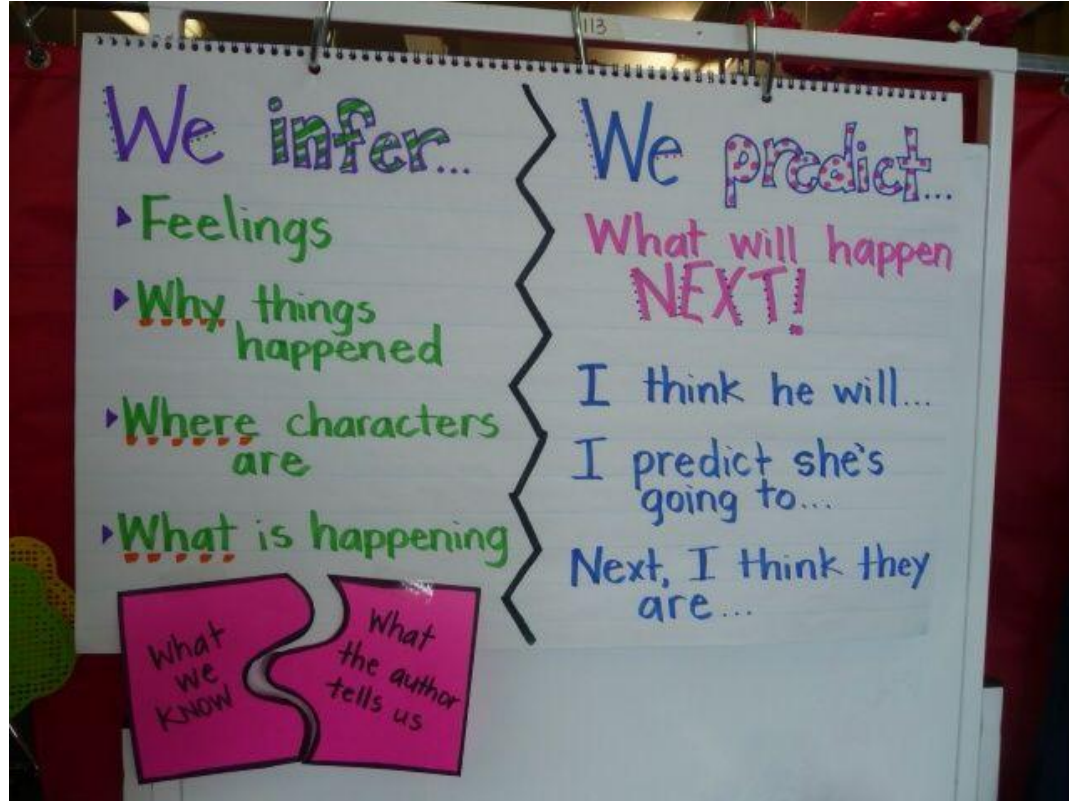 113
We infer...
Feelings
Why things
happened
Where characters
are
What is happening
What
we
KNOW
What
the author
tells us
We predict...
What will happen
NEXT!
I think he will...
I predict she's
going to...
Next, I think they
are...